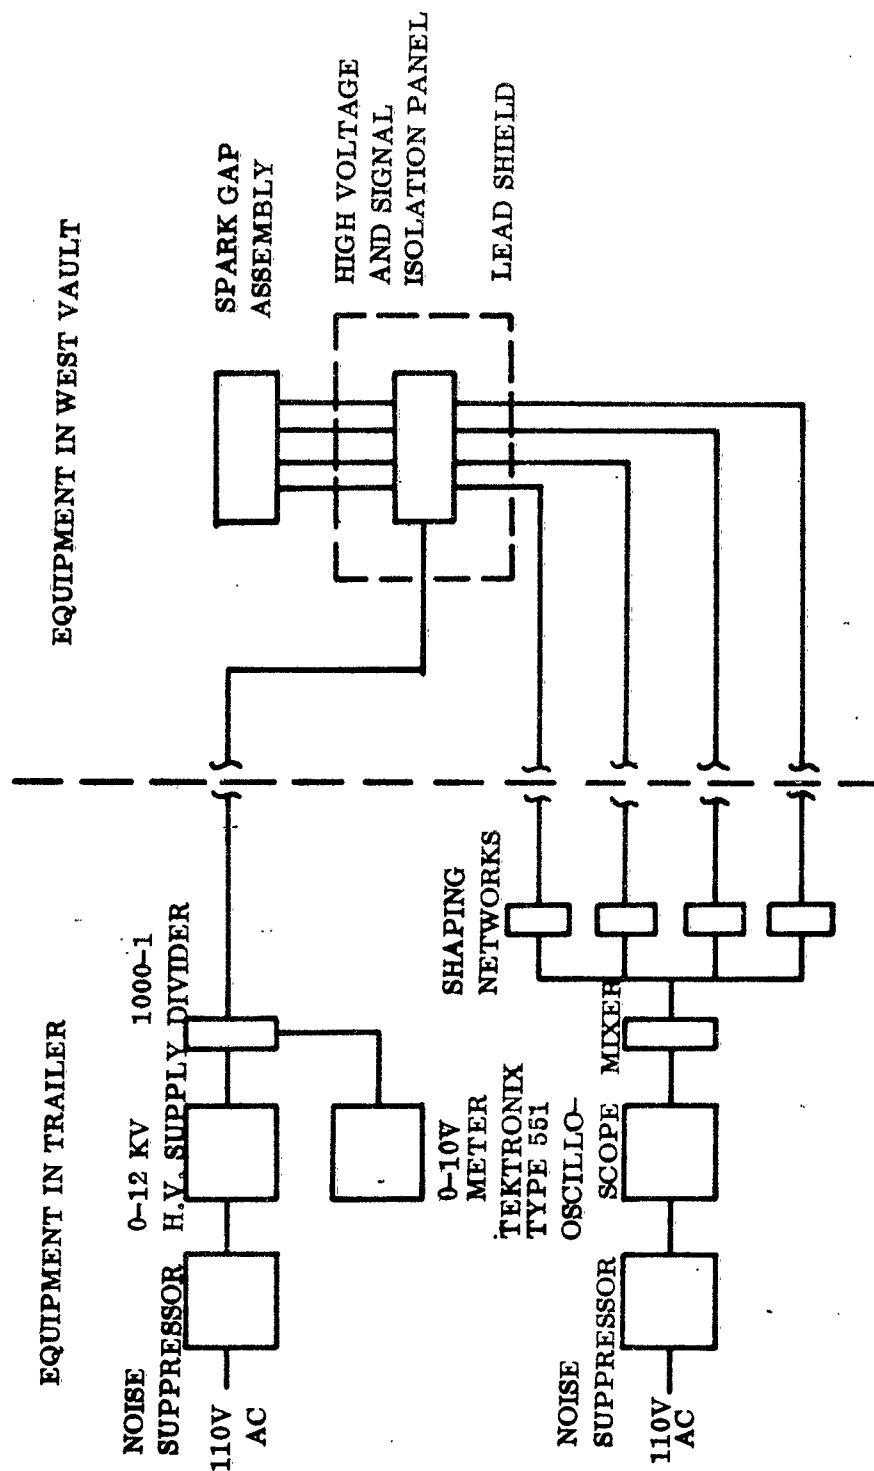 EQUIPMENT IN TRAILER
EQUIPMENT IN WEST VAULT
NOISE
SUPPRESSOR
110V
AC
0-12 KV
H.V. SUPPLY
1000-1
DIVIDER
0-10V
METER
SPARK GAP
ASSEMBLY
HIGH VOLTAGE
AND SIGNAL
ISOLATION PANEL
LEAD SHIELD
SHAPING
NETWORKS
MIXER
TEKTRONIX
TYPE 551
OSCILLO-
SCOPE
NOISE
SUPPRESSOR
110V
AC